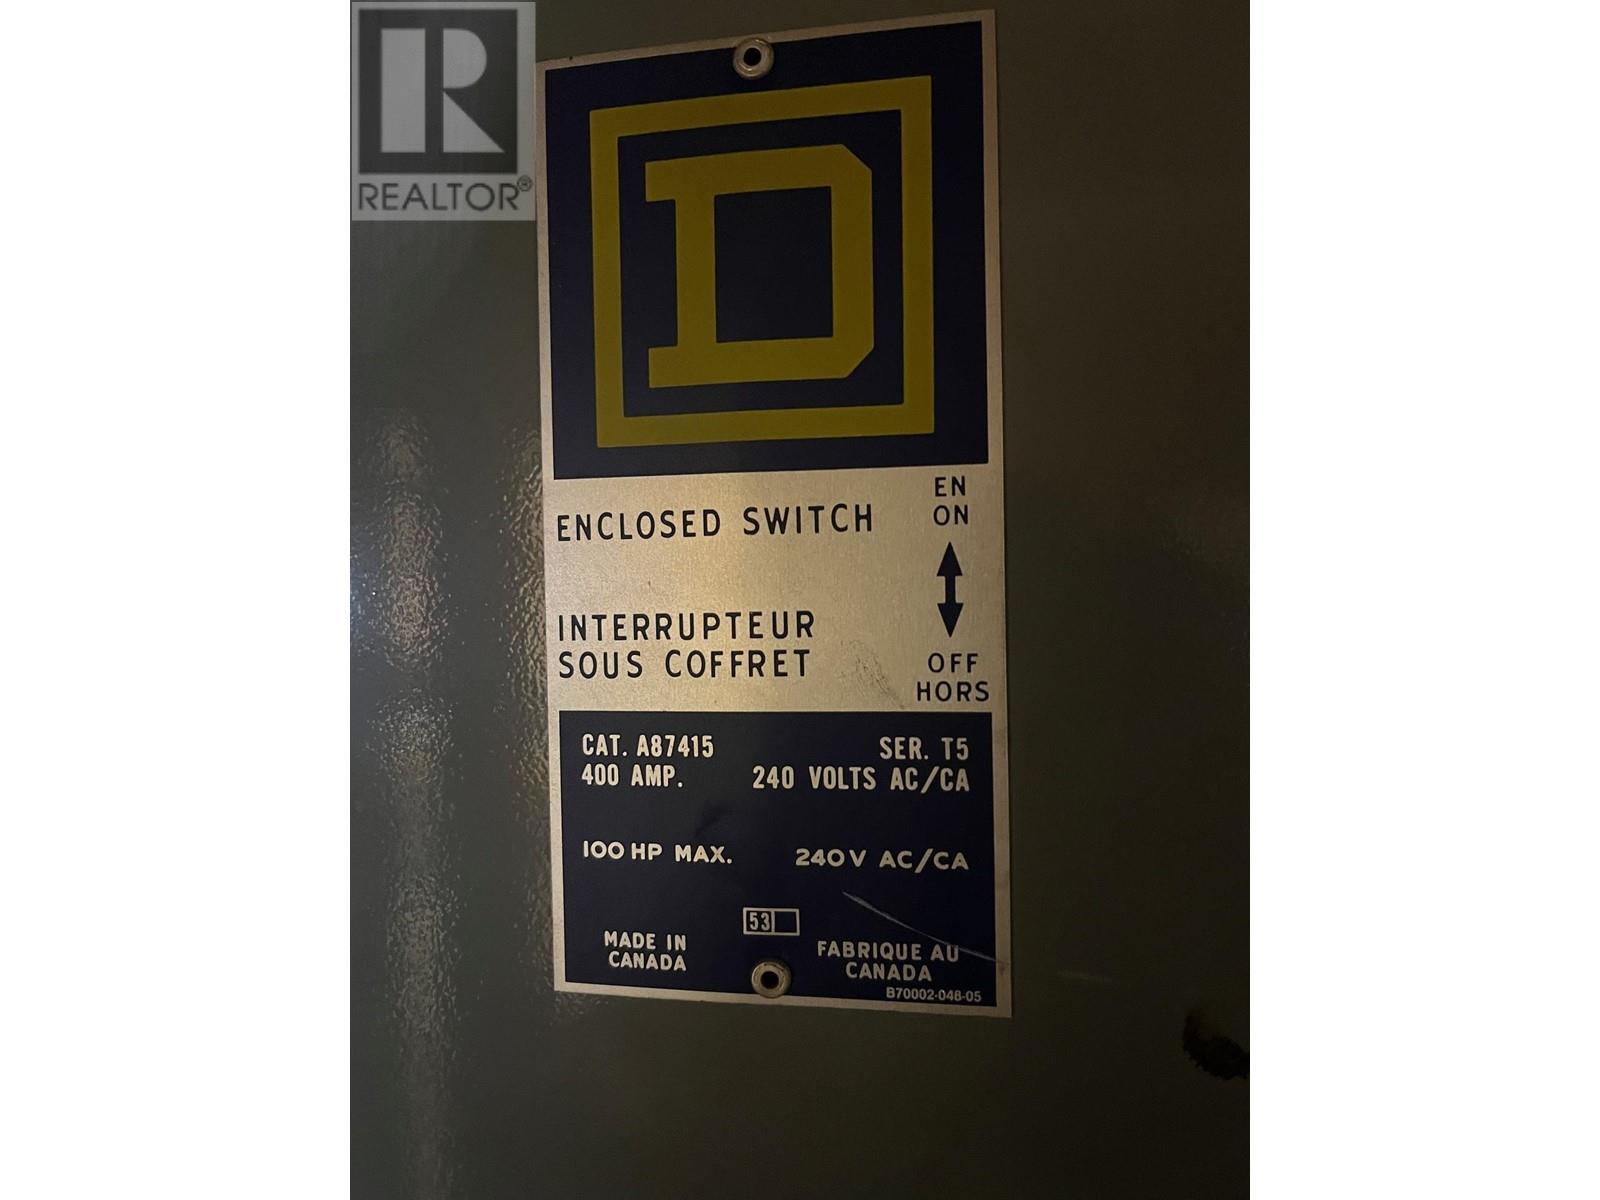 R
REALTOR®
D
EN
ON
ENCLOSED SWITCH
INTERRUPTEUR
SOUS COFFRET
OFF
HORS
CAT. A87415 SER. T5
400 AMP. 240 VOLTS AC/CA
100 HP MAX. 240V AC/CA
53
MADE IN
CANADA
FABRIQUE AU
CANADA
B70002-048-05